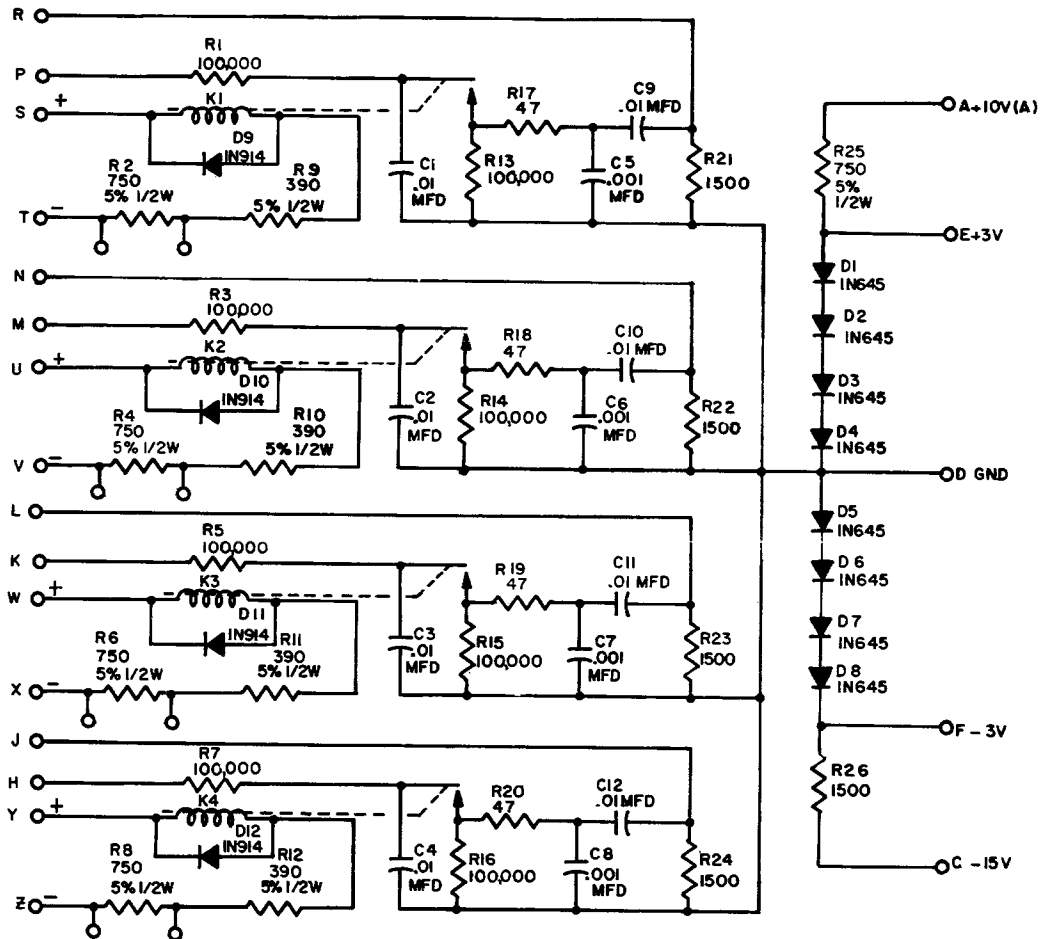 R
R1
100,000
P
S +
K1
D9
IN914
R2
750
5% 1/2W
R9
390
5% 1/2W
T −
C1
.01
MFD
R13
100,000
R17
47
C9
.01 MFD
C5
.001
MFD
R21
1500
N
R3
100,000
M
U +
K2
D10
IN914
R4
750
5% 1/2W
R10
390
5% 1/2W
V −
C2
.01
MFD
R14
100,000
R18
47
C10
.01 MFD
C6
.001
MFD
R22
1500
L
R5
100,000
K
W +
K3
D11
IN914
R6
750
5% 1/2W
R11
390
5% 1/2W
X −
C3
.01
MFD
R15
100,000
R19
47
C11
.01 MFD
C7
.001
MFD
R23
1500
J
R7
100,000
H
Y +
K4
D12
IN914
R8
750
5% 1/2W
R12
390
5% 1/2W
Z −
C4
.01
MFD
R16
100,000
R20
47
C12
.01MFD
C8
.001
MFD
R24
1500
A+10V(A)
R25
750
5%
1/2W
E+3V
D1
IN645
D2
IN645
D3
IN645
D4
IN645
D GND
D5
IN645
D6
IN645
D7
IN645
D8
IN645
F −3V
R26
1500
C −15V